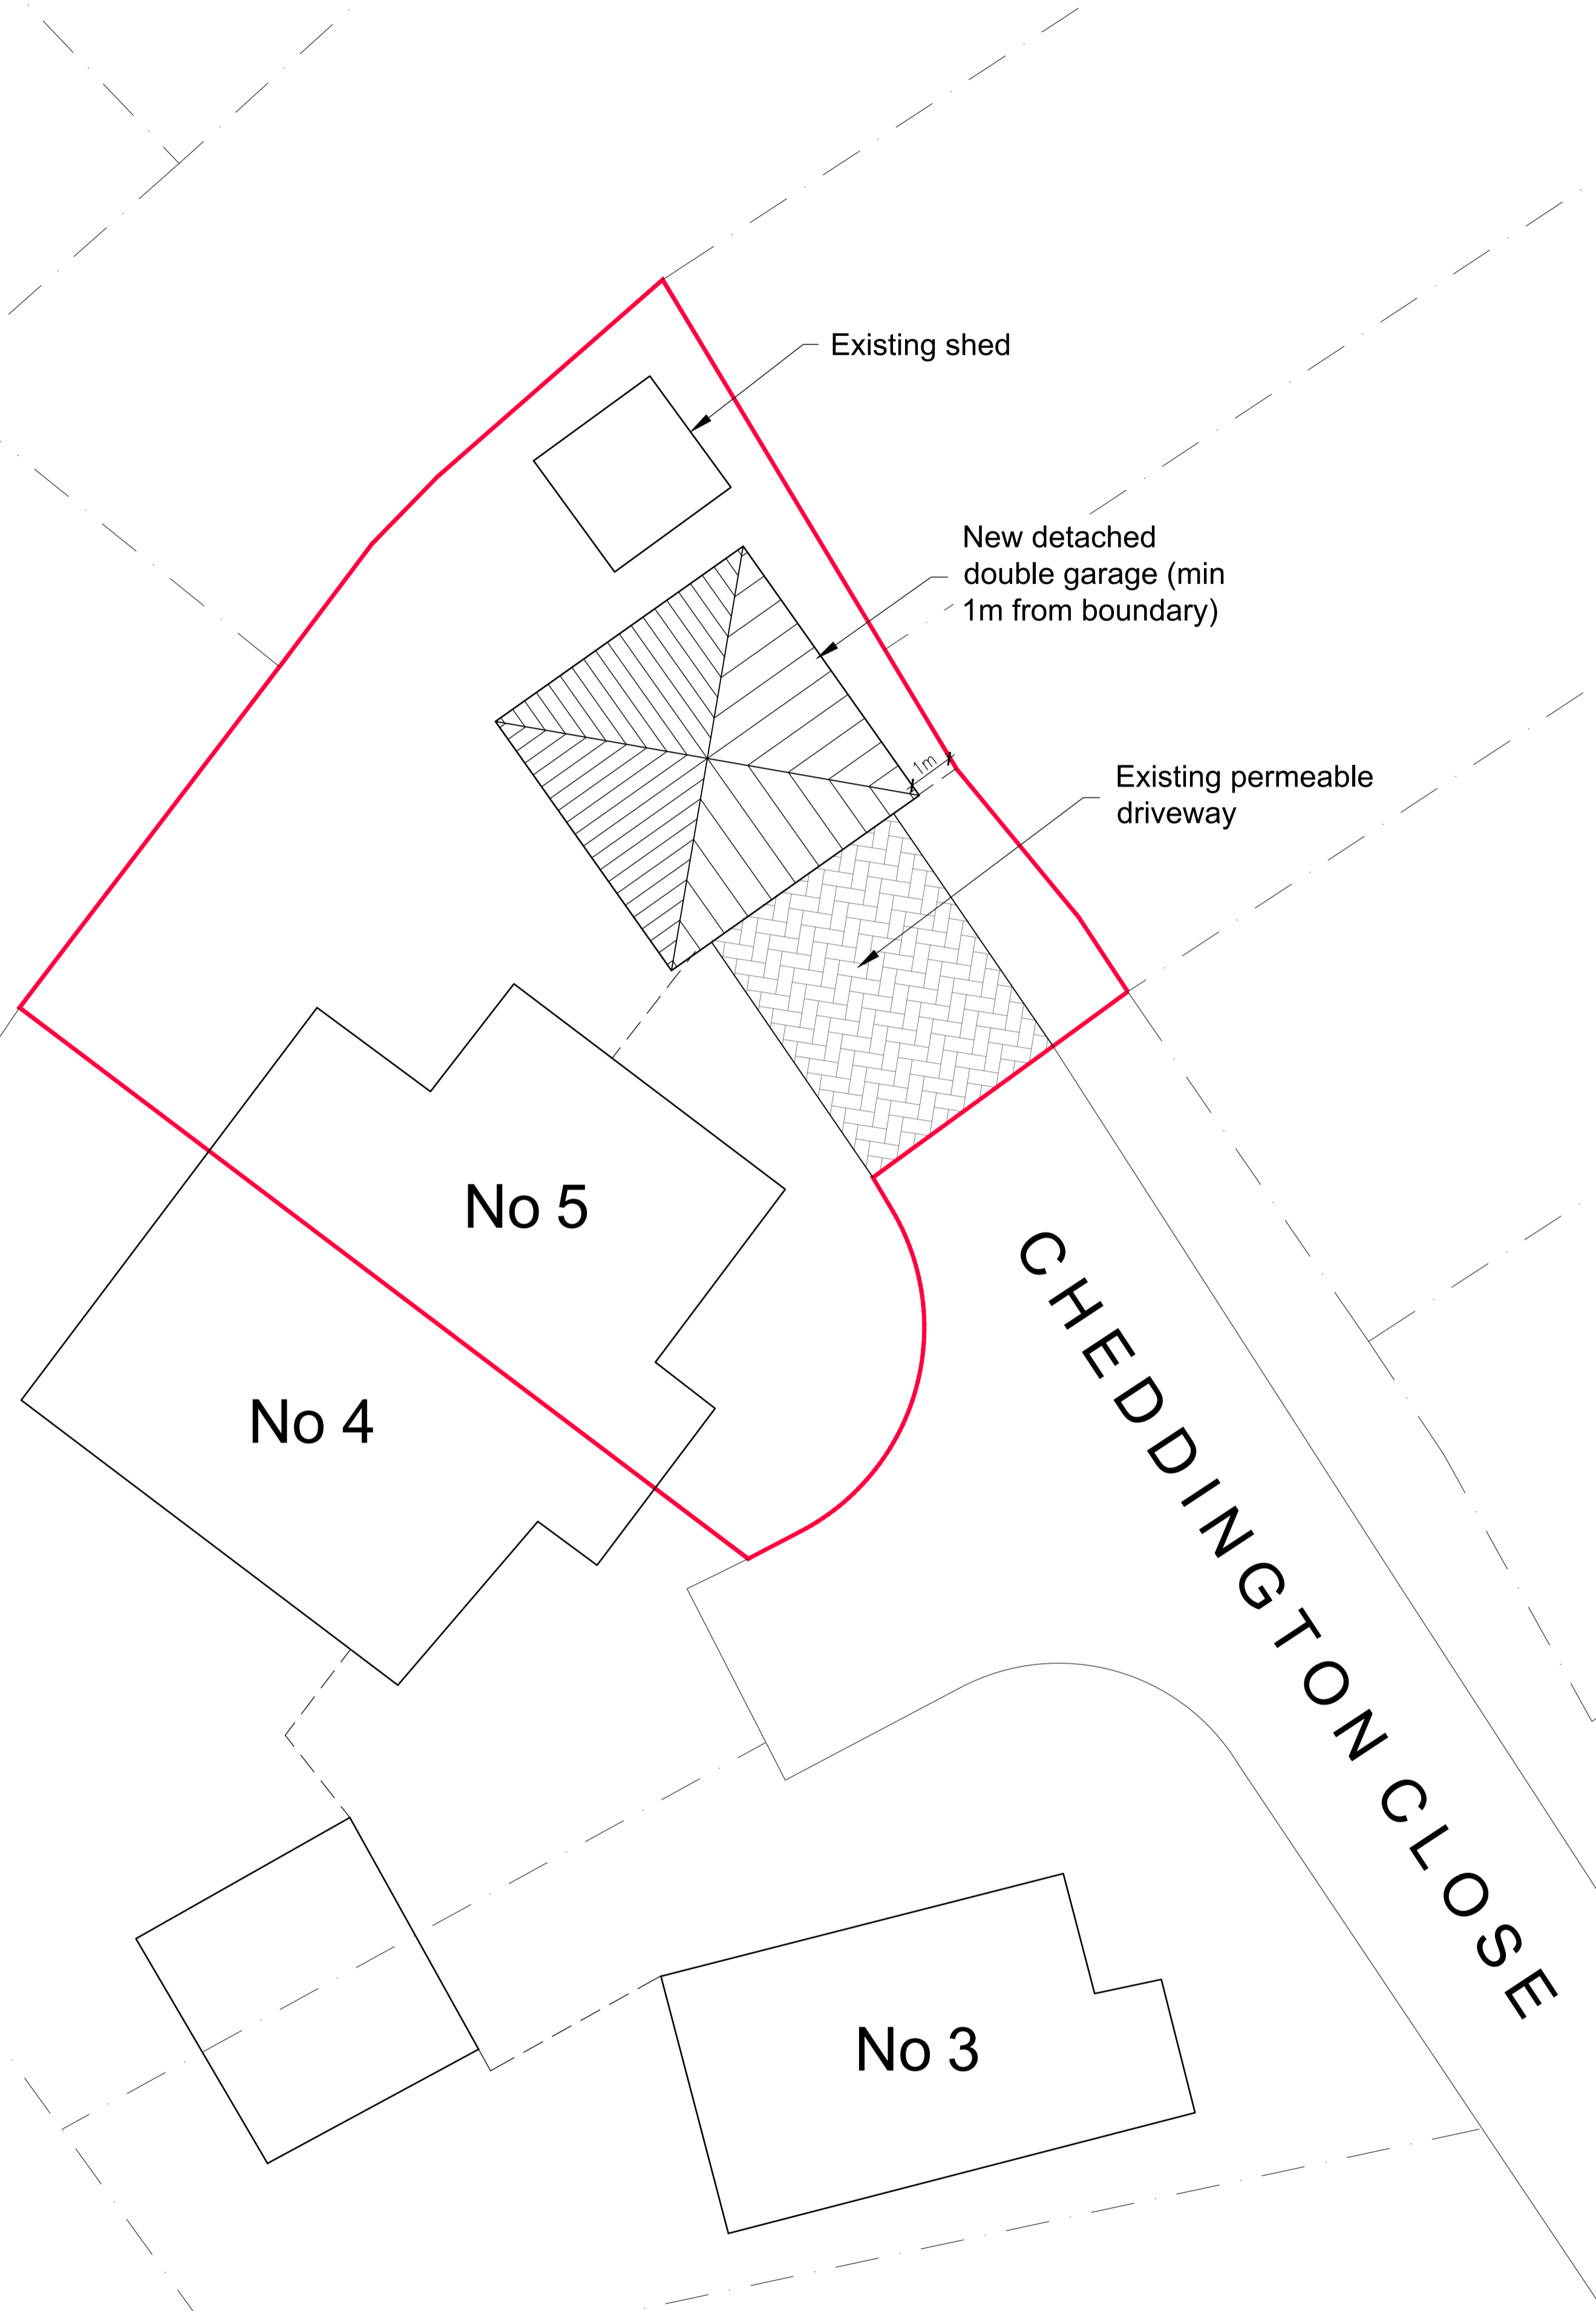 Existing shed
New detached
double garage (min
1m from boundary)
1m
Existing permeable
driveway
No 5
No 4
CHEDDINGTON CLOSE
No 3